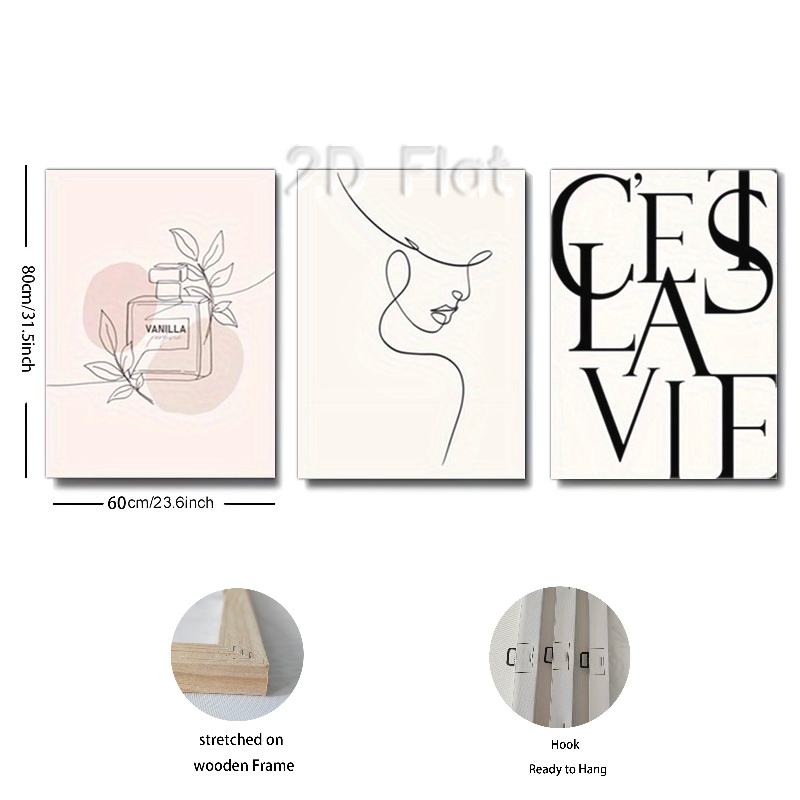 2D Flat
C'EST
LA
VIE
VANILLA
perfume
80cm/31.5inch
60cm/23.6inch
stretched on
wooden Frame
Hook
Ready to Hang